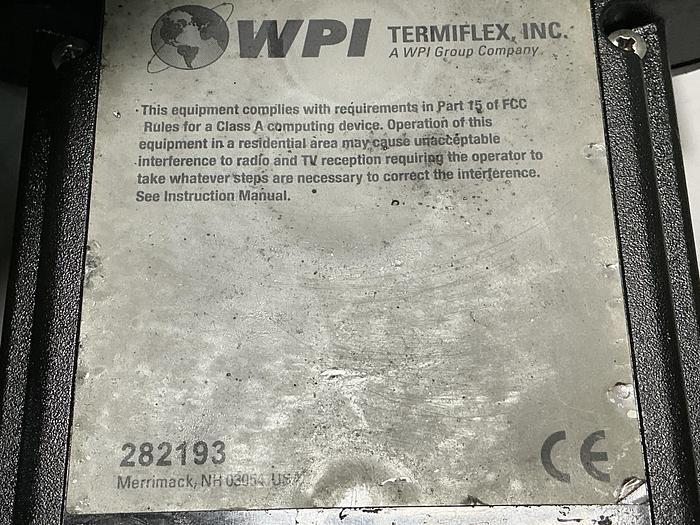 WPI TERMIFLEX, INC.
A WPI Group Company
This equipment complies with requirements in Part 15 of FCC
Rules for a Class A computing device. Operation of this
equipment in a residential area may cause unacceptable
interference to radio and TV reception requiring the operator to
take whatever steps are necessary to correct the interference.
See Instruction Manual.
282193
CE
Merrimack, NH 03054 USA